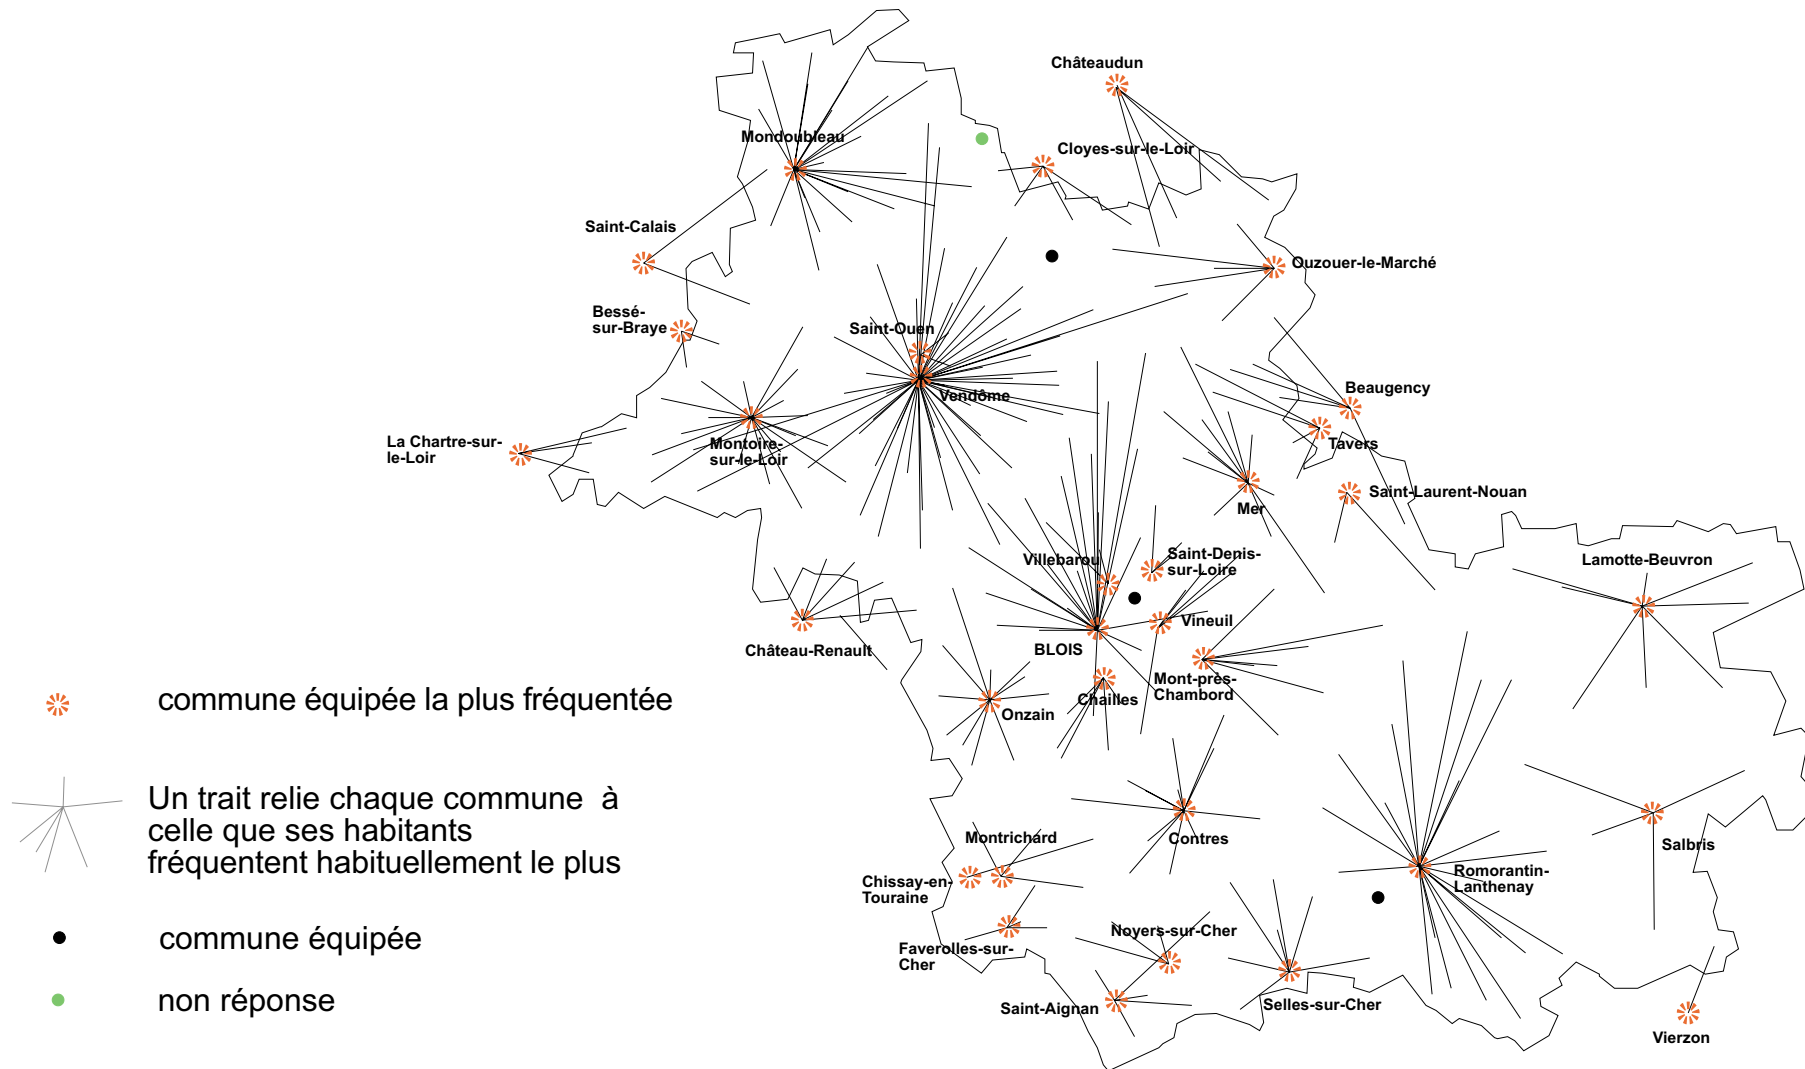 Châteaudun
Mondoubleau
Cloyes-sur-le-Loir
Saint-Calais
Ouzouer-le-Marché
Bessé-
sur-Braye
Saint-Ouen
Vendôme
Beaugency
Tavers
La Chartre-sur-
le-Loir
Montoire-
sur-le-Loir
Mer
Saint-Laurent-Nouan
Villebarou
Saint-Denis-
sur-Loire
Lamotte-Beuvron
Vineuil
Château-Renault
BLOIS
Mont-près-
Chambord
Chailles
Onzain
commune équipée la plus fréquentée
Un trait relie chaque commune à
celle que ses habitants
fréquentent habituellement le plus
commune équipée
non réponse
Montrichard
Contres
Salbris
Chissay-en-
Touraine
Romorantin-
Lanthenay
Faverolles-sur-
Cher
Noyers-sur-Cher
Saint-Aignan
Selles-sur-Cher
Vierzon